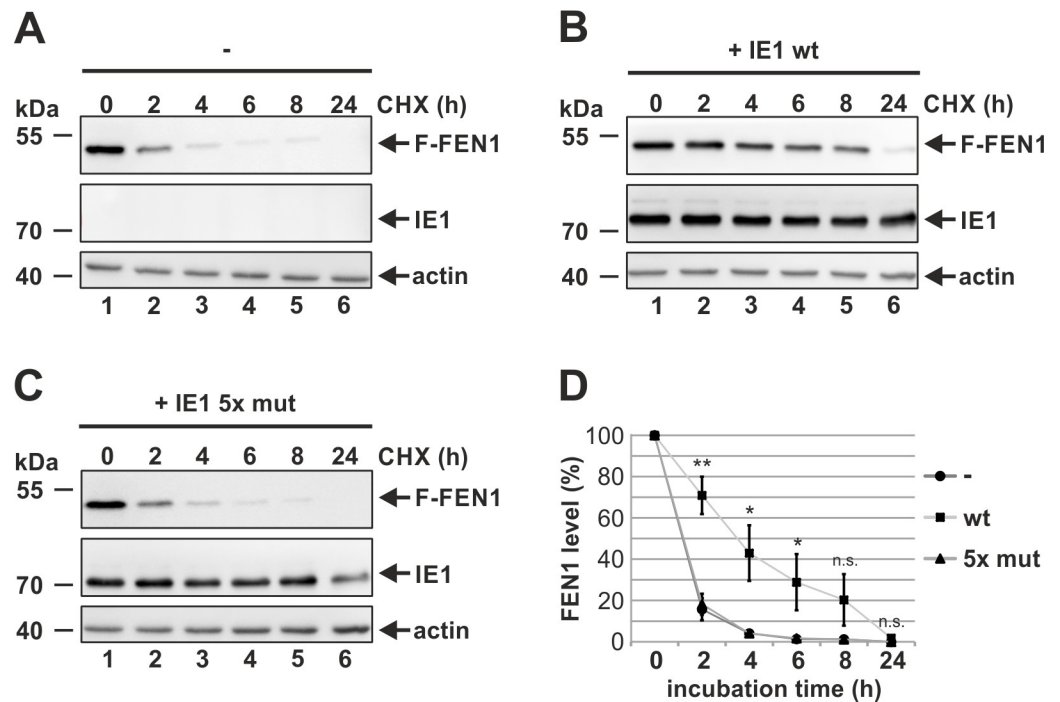 A
-
kDa 0 2 4 6 8 24 CHX (h)
55 F-FEN1
IE1
70
40 actin
1 2 3 4 5 6
B
+ IE1 wt
kDa 0 2 4 6 8 24 CHX (h)
55 F-FEN1
IE1
70
40 actin
1 2 3 4 5 6
C
+ IE1 5x mut
kDa 0 2 4 6 8 24 CHX (h)
55 F-FEN1
70 IE1
40 actin
1 2 3 4 5 6
D
FEN1 level (%)
100
80
60
40
20
0
**
*
*
n.s.
n.s.
-
wt
5x mut
0 2 4 6 8 24
incubation time (h)